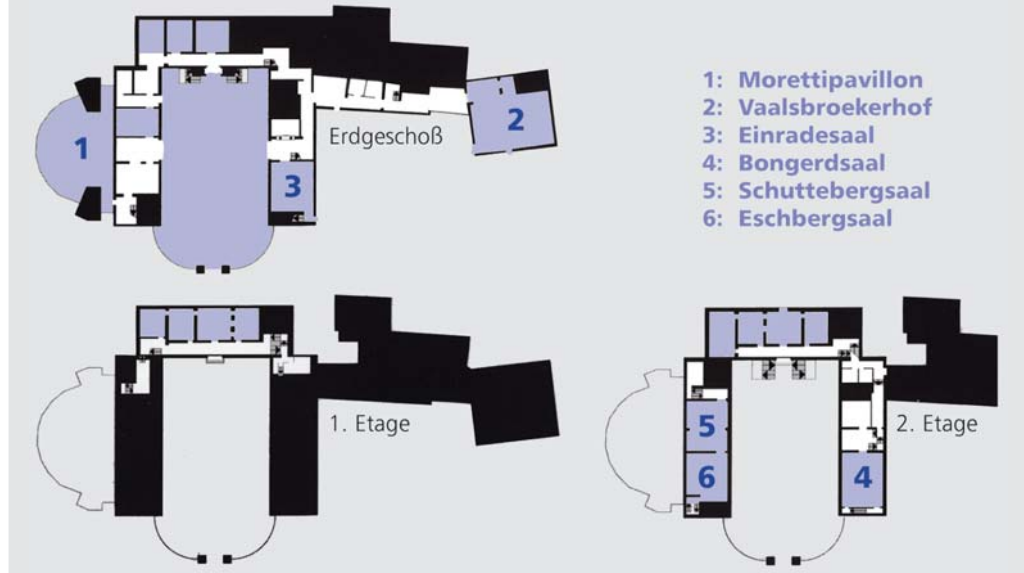 1
2
3
Erdgeschoß
1: Morettipavillon
2: Vaalsbroekerhof
3: Einradesaal
4: Bongerdsaal
5: Schuttebergsaal
6: Eschbergsaal
1. Etage
5
6
4
2. Etage